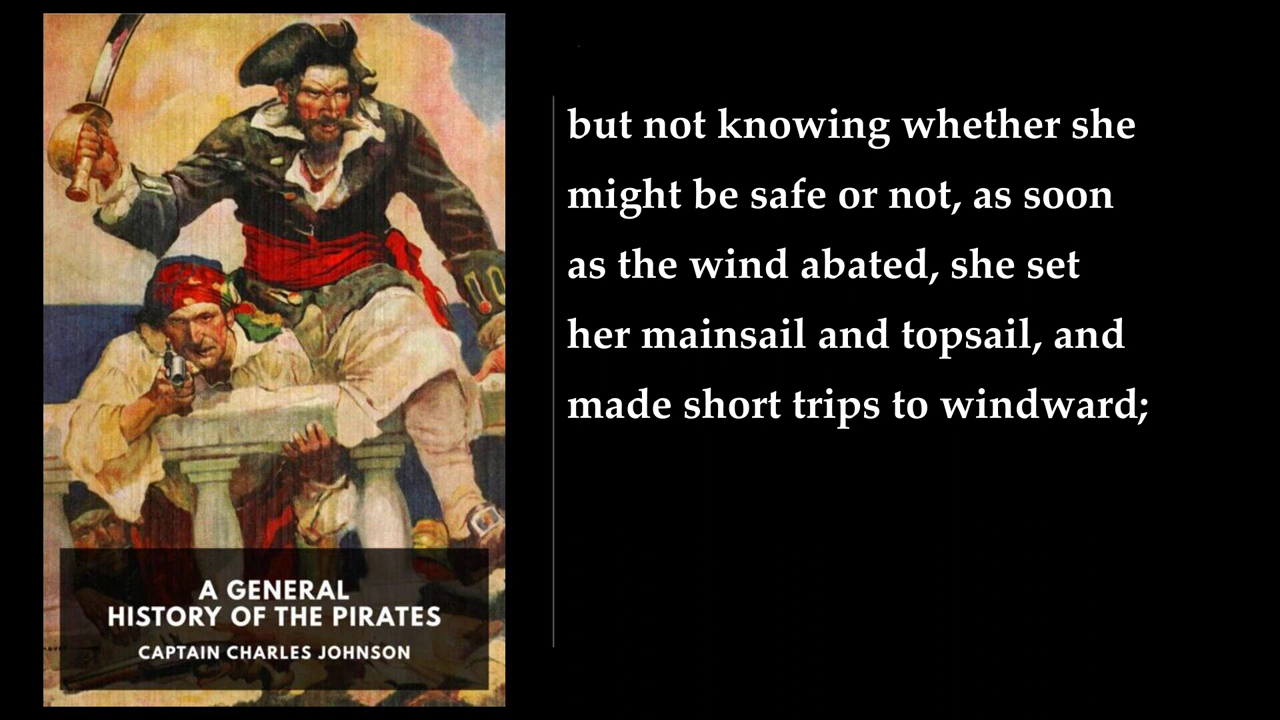 but not knowing whether she
might be safe or not, as soon
as the wind abated, she set
her mainsail and topsail, and
made short trips to windward;
A GENERAL
HISTORY OF THE PIRATES
CAPTAIN CHARLES JOHNSON